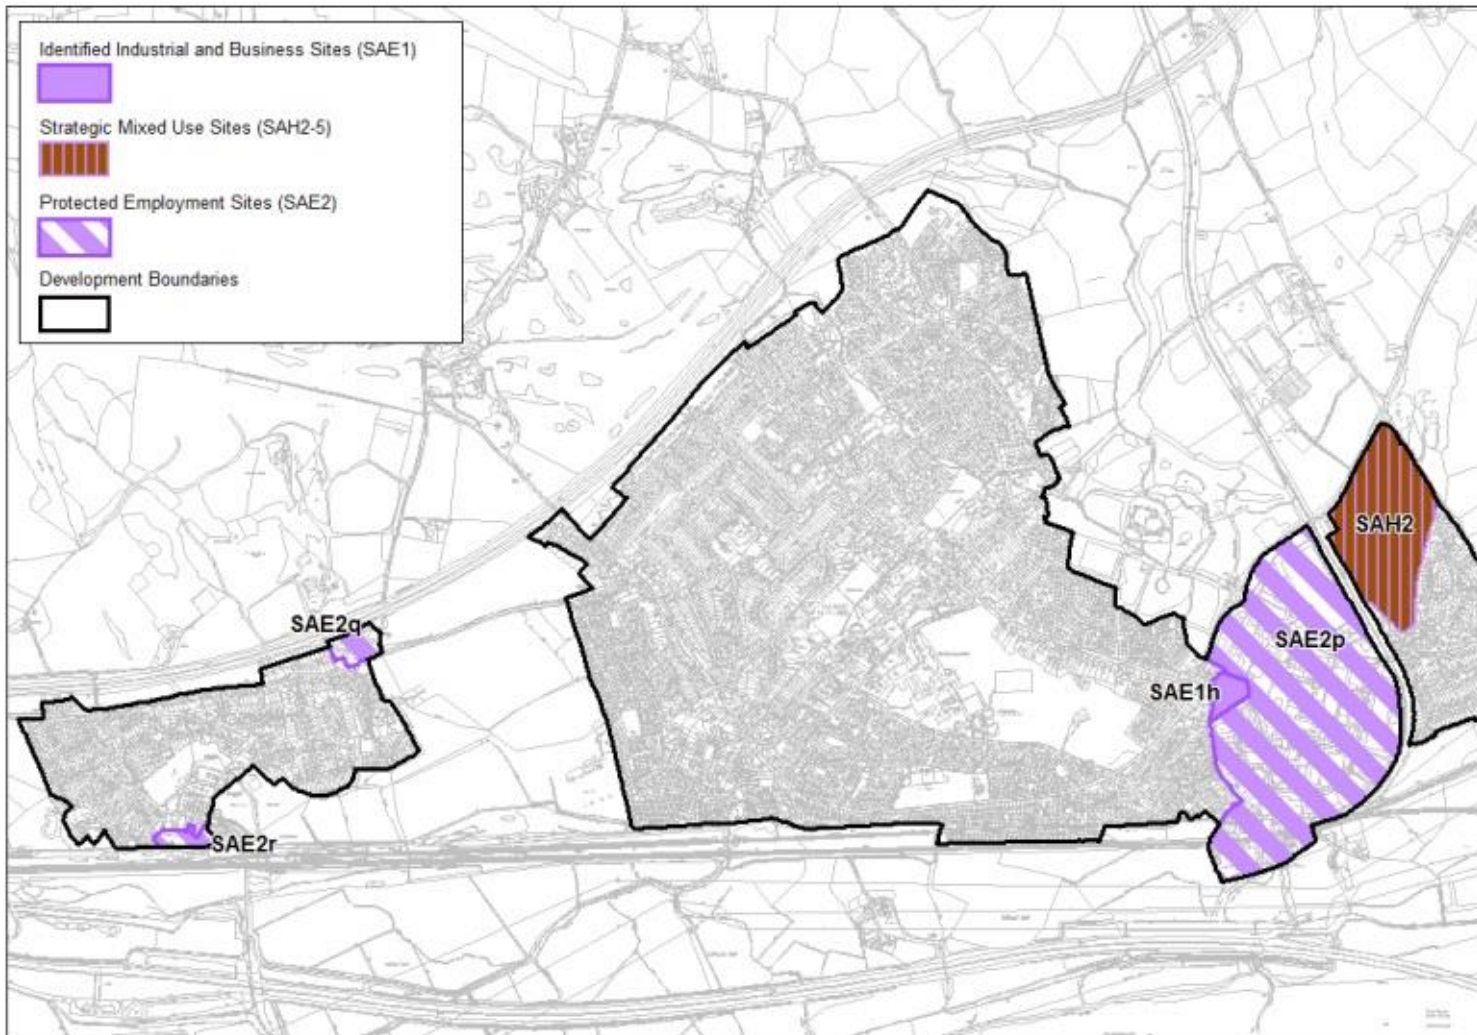 Identified Industrial and Business Sites (SAE1)
Strategic Mixed Use Sites (SAH2-5)
Protected Employment Sites (SAE2)
Development Boundaries
SAH2
SAE2q
SAE2p
SAE1h
SAE2r